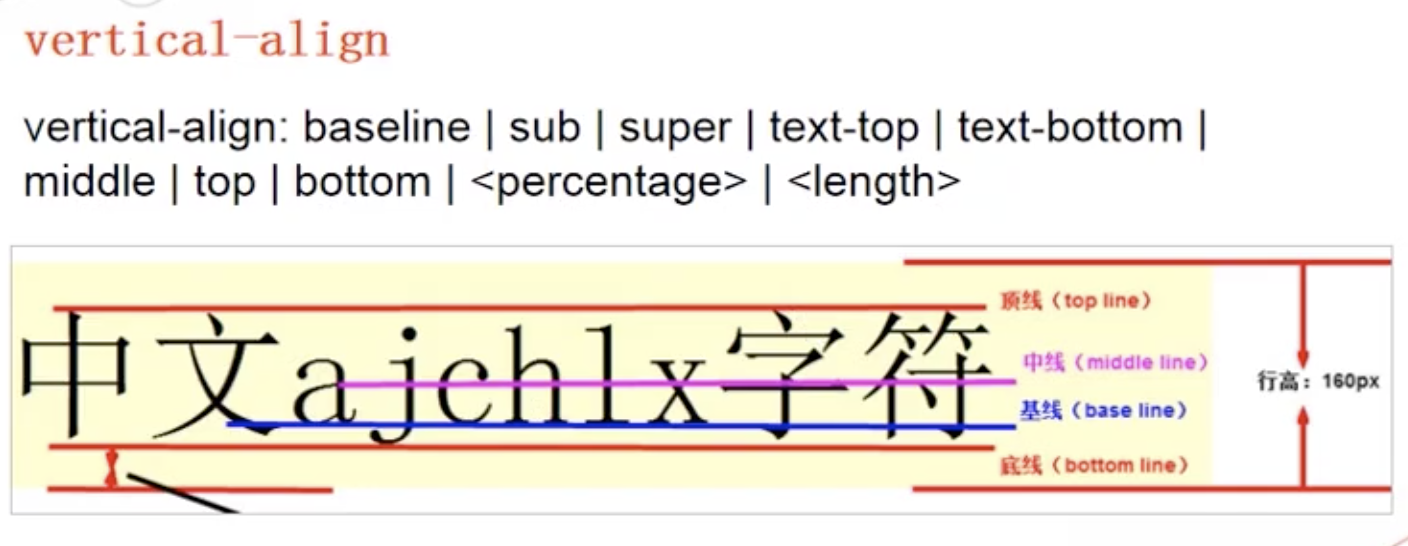 vertical-align
vertical-align: baseline | sub | super | text-top | text-bottom |
middle | top | bottom | <percentage> | <length>
顶线（top line）
中文ajchlx字符
中线（middle line）
行高：160px
基线（base line）
底线（bottom line）